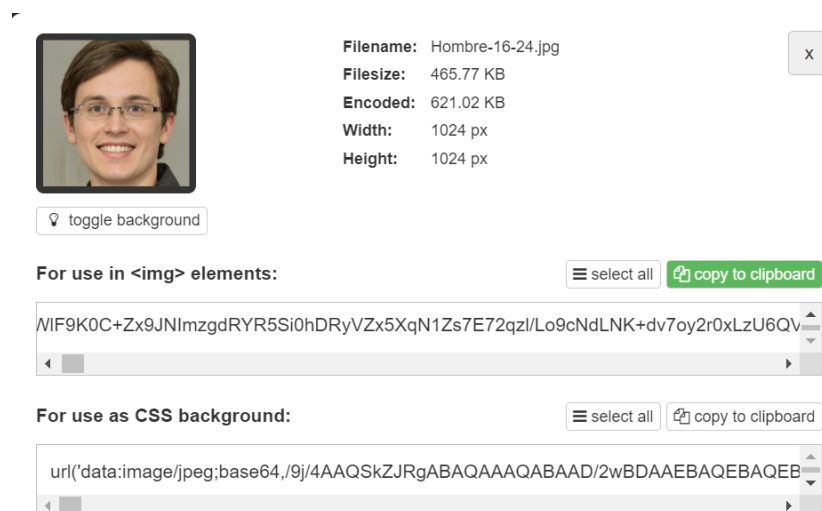 Filename: Hombre-16-24.jpg
x
Filesize: 465.77 KB
Encoded: 621.02 KB
Width: 1024 px
Height: 1024 px
toggle background
For use in <img> elements:
select all
copy to clipboard
WlF9K0C+Zx9JNImzgdRYR5Si0hDRyVZx5XqN1Zs7E72qzl/Lo9cNdLNK+dv7oy2r0xLzU6QV
For use as CSS background:
select all
copy to clipboard
url('data:image/jpeg;base64,/9j/4AAQSkZJRgABAQAAAQABAAD/2wBDAAEBAQEBAQEB